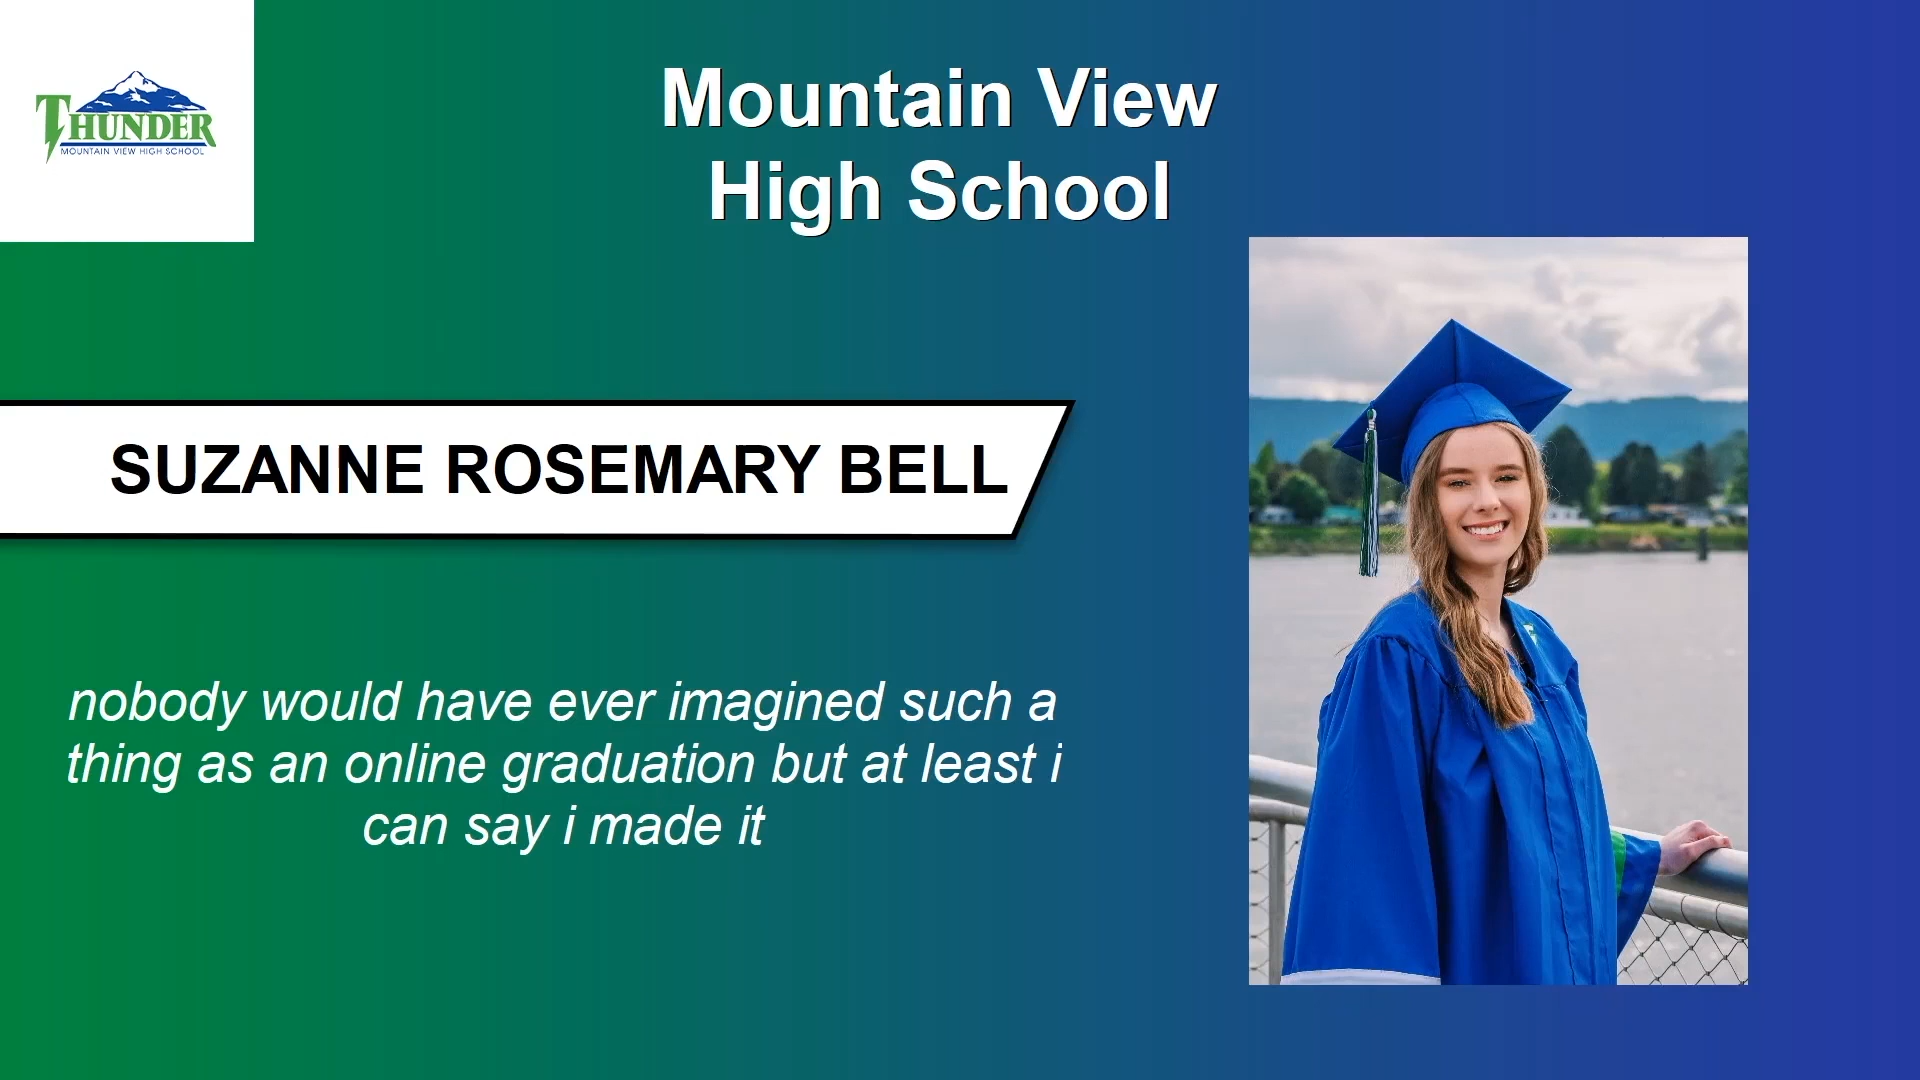 THUNDER
MOUNTAIN VIEW HIGH SCHOOL
Mountain View
High School
SUZANNE ROSEMARY BELL
nobody would have ever imagined such a
thing as an online graduation but at least i
can say i made it